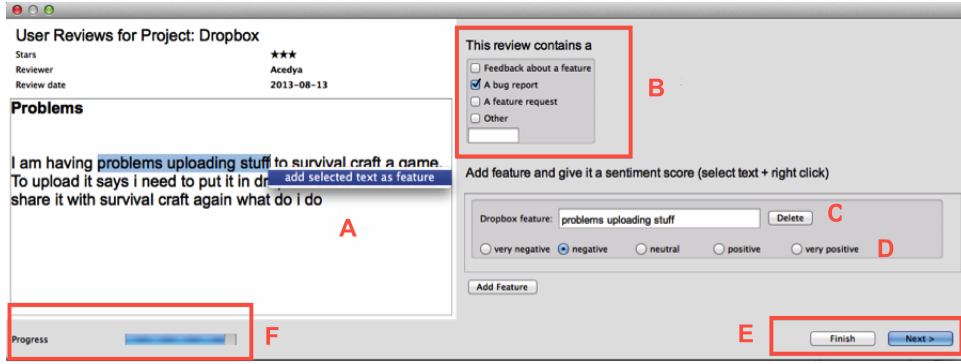 User Reviews for Project: Dropbox
Stars ★★★
Reviewer Acedya
Review date 2013-08-13
Problems
I am having problems uploading stuff to survival craft a game.
add selected text as feature
To upload it says i need to put it in
share it with survival craft again what do i do
A
Progress
F
This review contains a
Feedback about a feature
A bug report
A feature request
Other
B
Add feature and give it a sentiment score (select text + right click)
Dropbox feature: problems uploading stuff Delete
C
very negative negative neutral positive very positive
D
Add Feature
E
Finish Next >